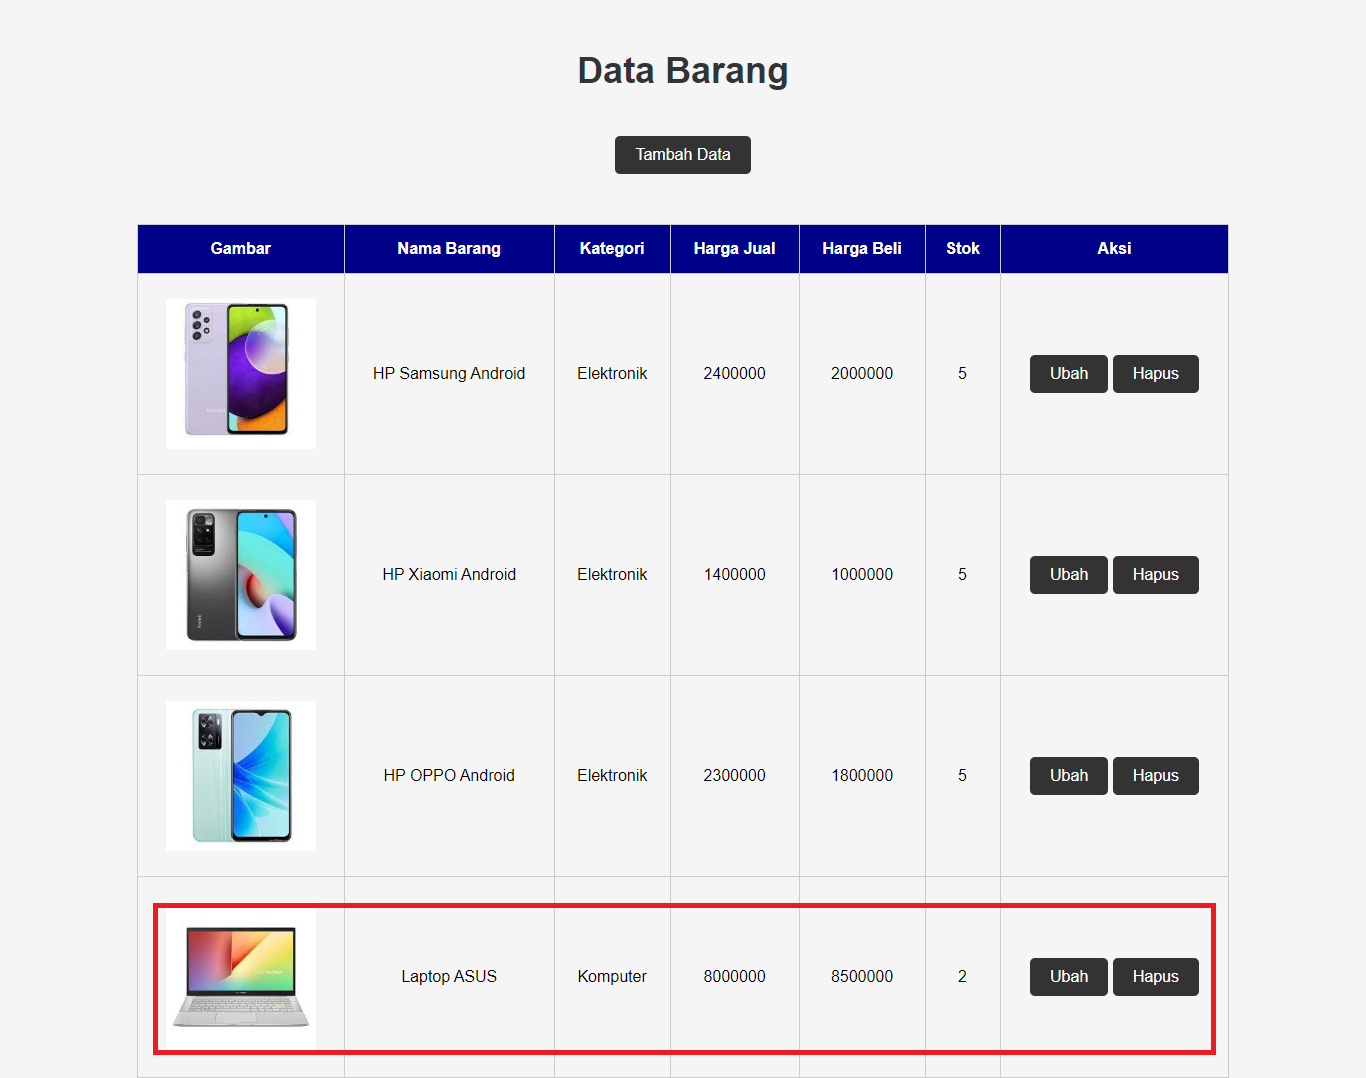 Data Barang
Tambah Data
Gambar Nama Barang Kategori Harga Jual Harga Beli Stok Aksi
HP Samsung Android Elektronik 2400000 2000000 5 Ubah Hapus
HP Xiaomi Android Elektronik 1400000 1000000 5 Ubah Hapus
HP OPPO Android Elektronik 2300000 1800000 5 Ubah Hapus
Laptop ASUS Komputer 8000000 8500000 2 Ubah Hapus